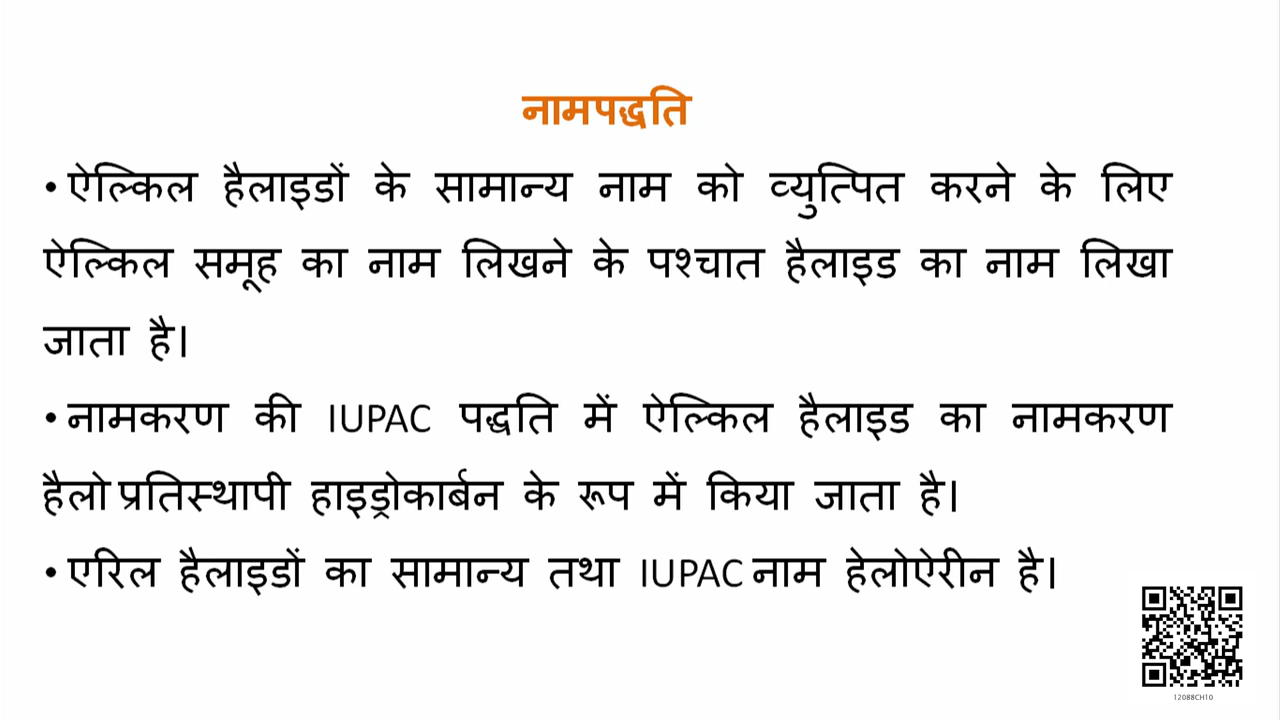 नामपद्धति
• ऐल्किल हैलाइडों के सामान्य नाम को व्युत्पित करने के लिए
ऐल्किल समूह का नाम लिखने के पश्चात हैलाइड का नाम लिखा
जाता है।
• नामकरण की IUPAC पद्धति में ऐल्किल हैलाइड का नामकरण
हैलो प्रतिस्थापी हाइड्रोकार्बन के रूप में किया जाता है।
• एरिल हैलाइडों का सामान्य तथा IUPAC नाम हेलोऐरीन है।
12088CH10